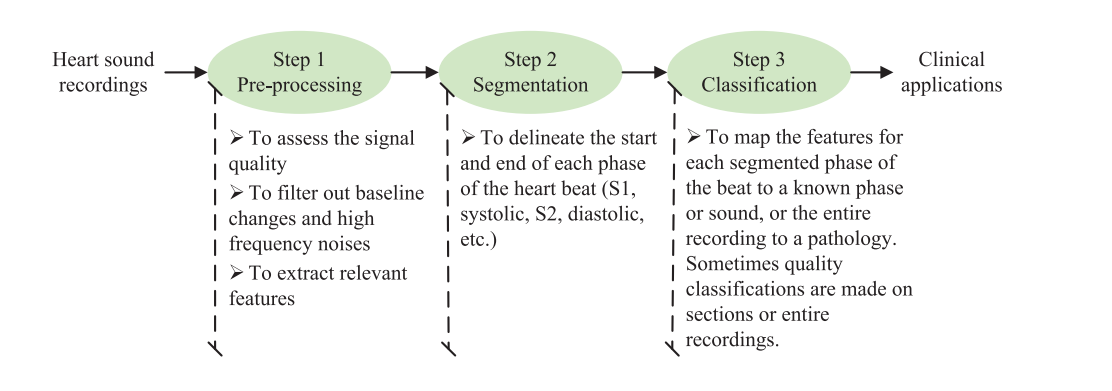 Heart sound
recordings
Step 1
Pre-processing
Step 2
Segmentation
Step 3
Classification
Clinical
applications
➢ To assess the signal
quality
➢ To filter out baseline
changes and high
frequency noises
➢ To extract relevant
features
➢ To delineate the start
and end of each phase
of the heart beat (S1,
systolic, S2, diastolic,
etc.)
➢ To map the features for
each segmented phase of
the beat to a known phase
or sound, or the entire
recording to a pathology.
Sometimes quality
classifications are made on
sections or entire
recordings.